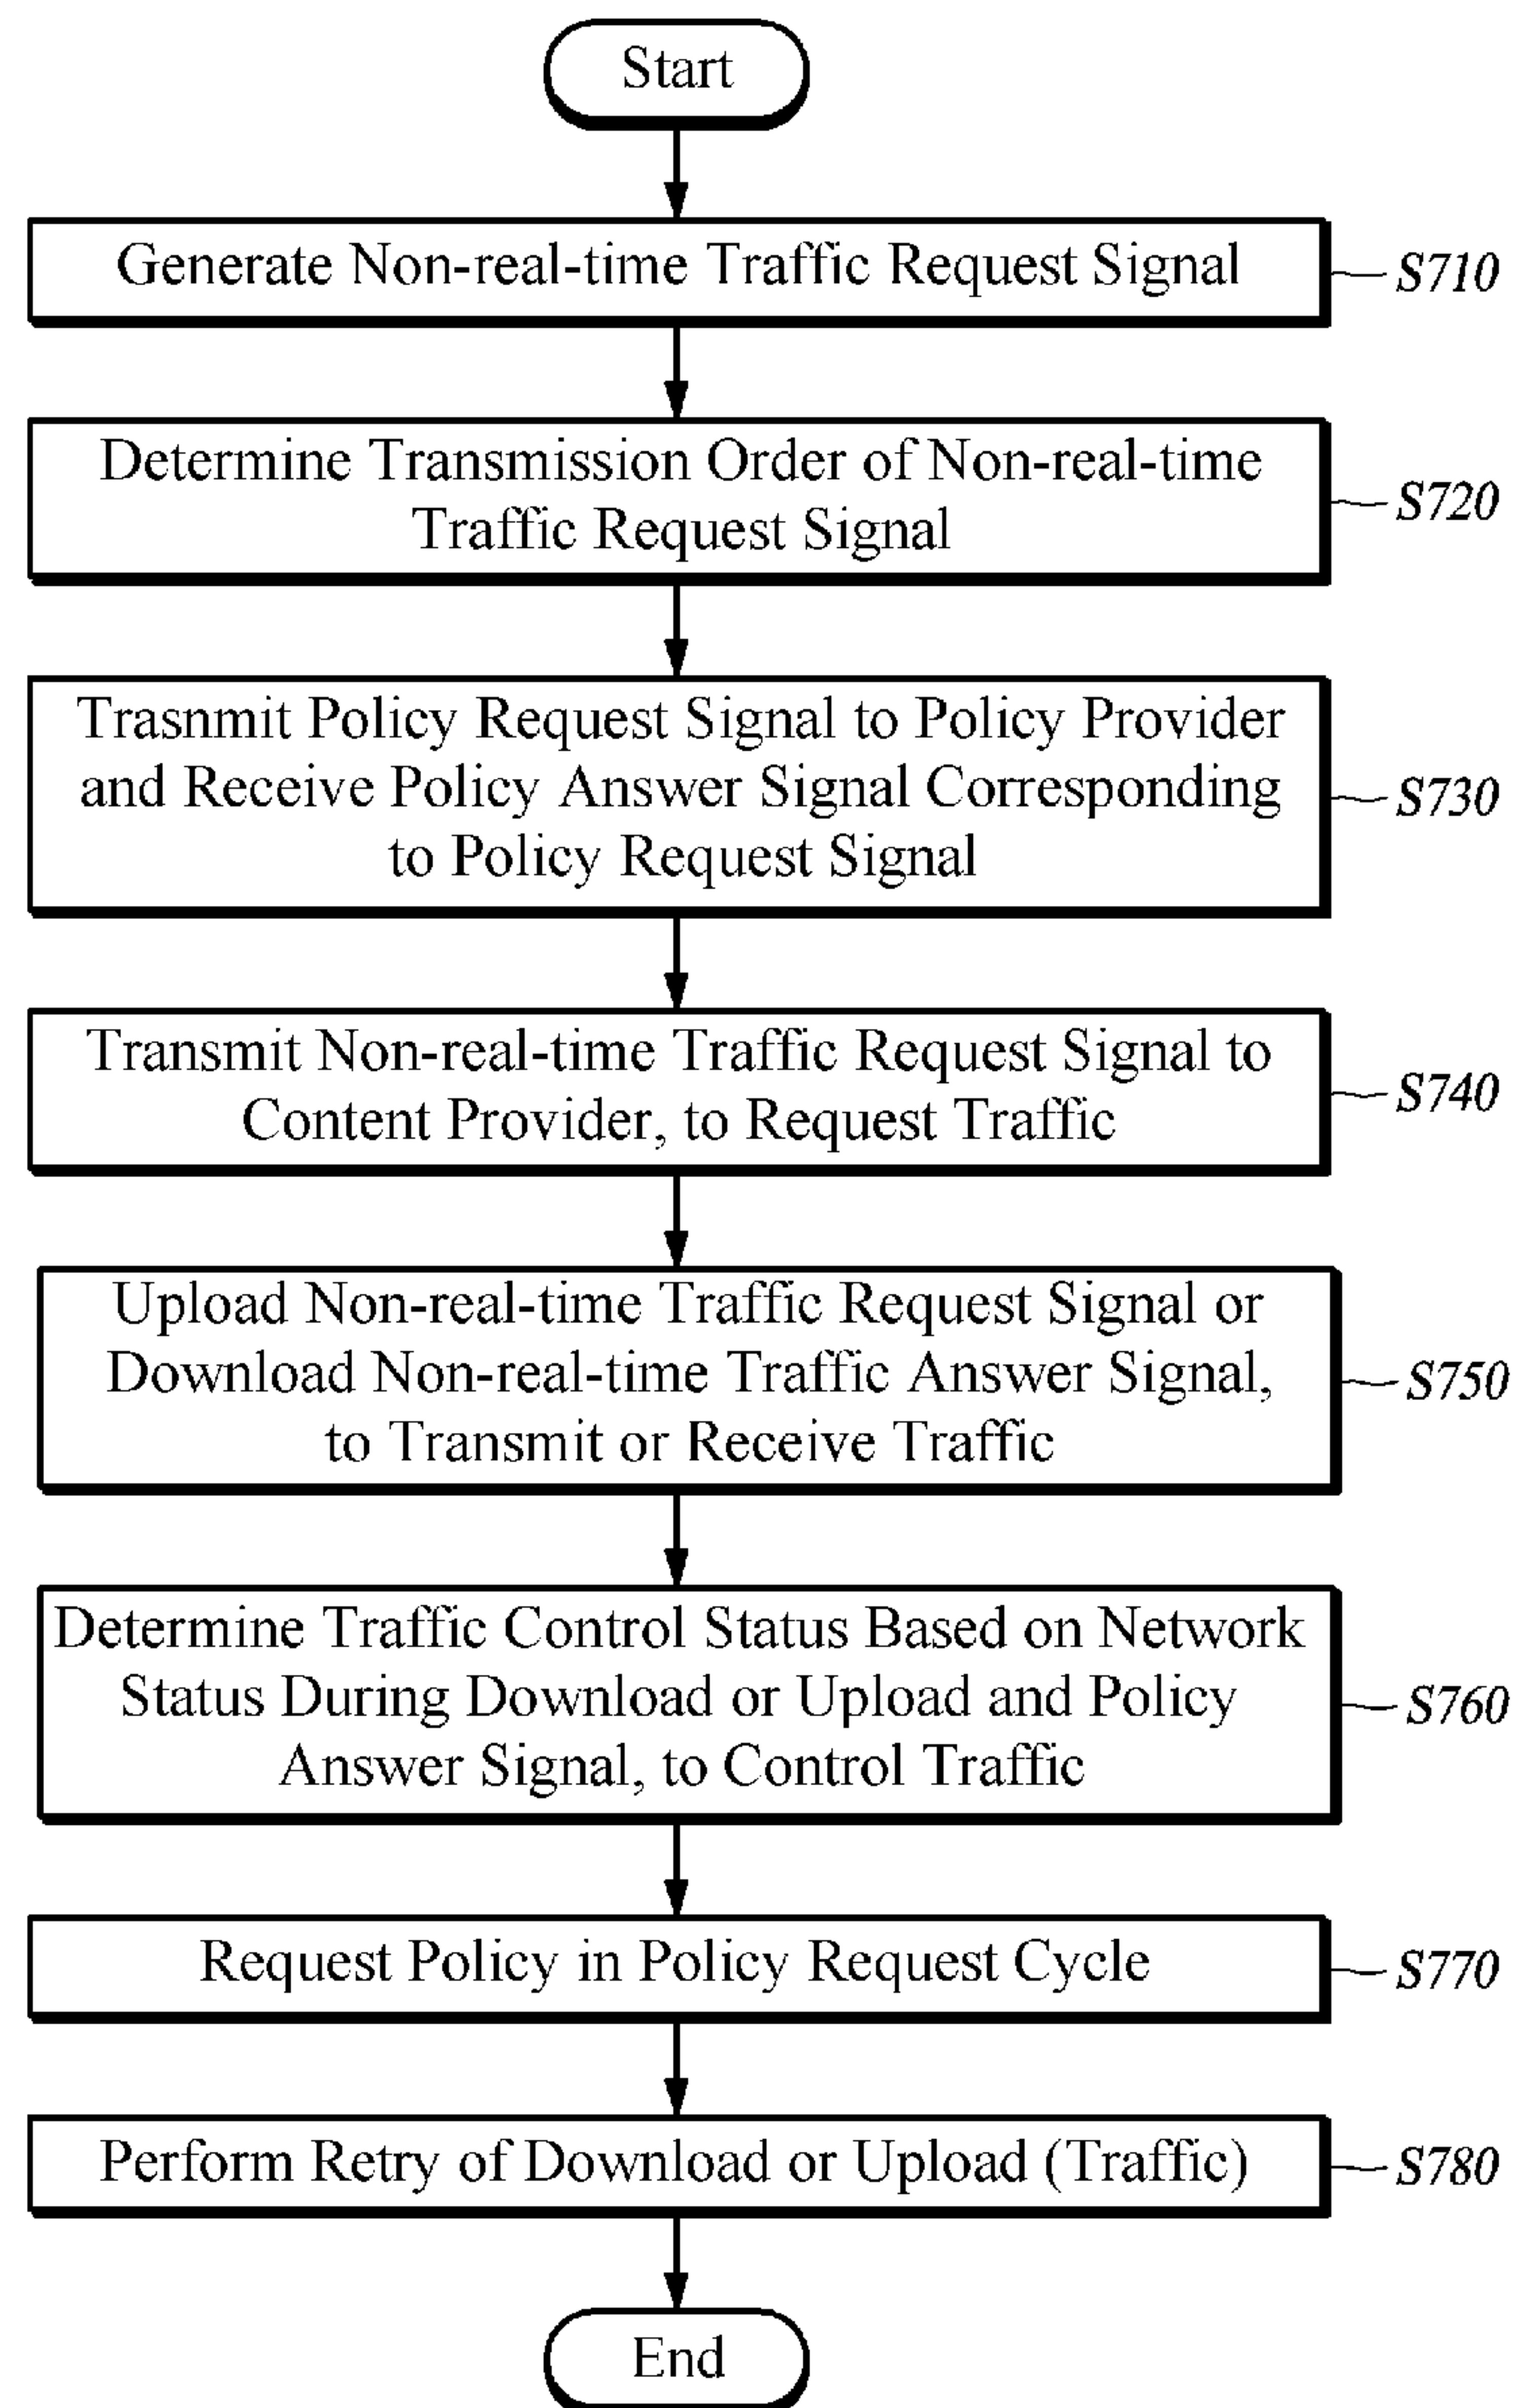 Start
Generate Non-real-time Traffic Request Signal
S710
Determine Transmission Order of Non-real-time
Traffic Request Signal
S720
Trasnmit Policy Request Signal to Policy Provider
and Receive Policy Answer Signal Corresponding
to Policy Request Signal
S730
Transmit Non-real-time Traffic Request Signal to
Content Provider, to Request Traffic
S740
Upload Non-real-time Traffic Request Signal or
Download Non-real-time Traffic Answer Signal,
to Transmit or Receive Traffic
S750
Determine Traffic Control Status Based on Network
Status During Download or Upload and Policy
Answer Signal, to Control Traffic
S760
Request Policy in Policy Request Cycle
S770
Perform Retry of Download or Upload (Traffic)
S780
End